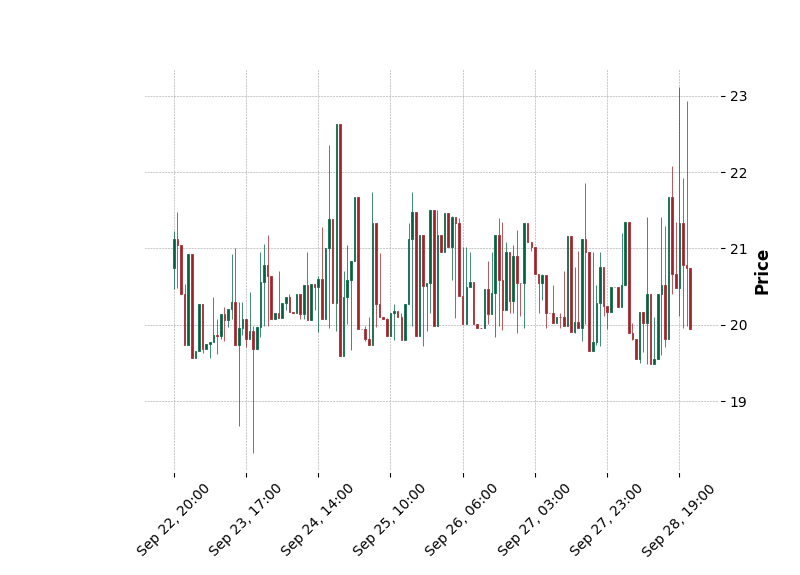 23
22
21
20
19
Price
Sep 22, 20:00
Sep 23, 17:00
Sep 24, 14:00
Sep 25, 10:00
Sep 26, 06:00
Sep 27, 03:00
Sep 27, 23:00
Sep 28, 19:00